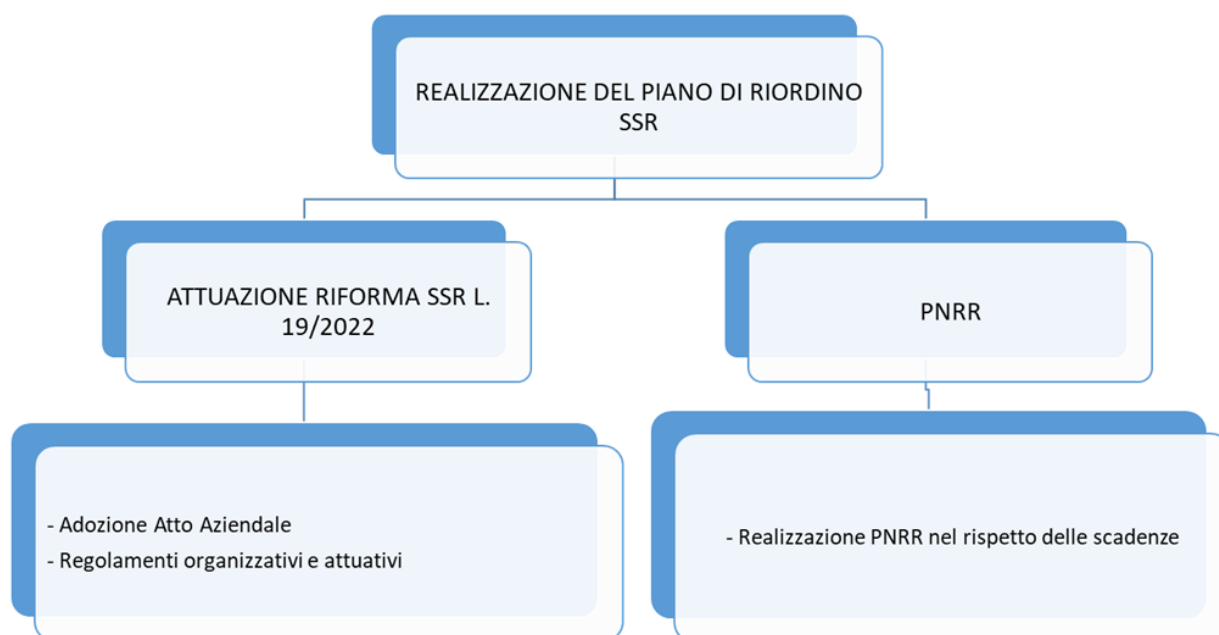 REALIZZAZIONE DEL PIANO DI RIORDINO
SSR
ATTUAZIONE RIFORMA SSR L.
19/2022
PNRR
- Adozione Atto Aziendale
- Regolamenti organizzativi e attuativi
- Realizzazione PNRR nel rispetto delle scadenze